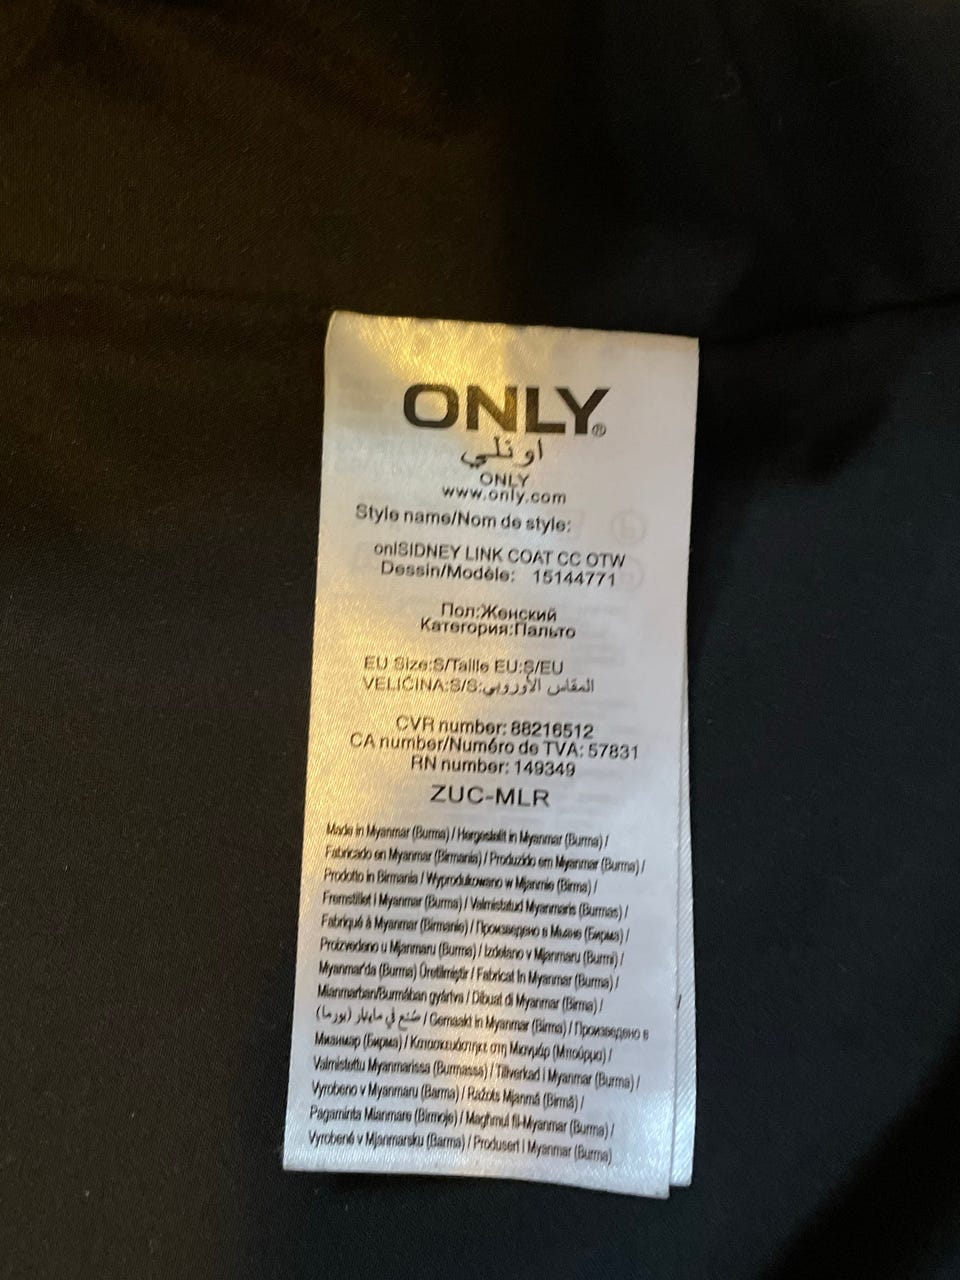 ONLY®
اونلي
ONLY
www.only.com
Style name/Nom de style:
onlSIDNEY LINK COAT CC OTW
Dessin/Modèle: 15144771
Пол:Женский
Категория:Пальто
EU Size:S/Taille EU:S/EU
VELIČINA:S/S:المقاس الأوروبي
CVR number: 88216512
CA number/Numéro de TVA: 57831
RN number: 149349
ZUC-MLR
Made in Myanmar (Burma) / Hergestellt in Myanmar (Burma) /
Fabricado en Myanmar (Birmania) / Produzido em Myanmar (Burma) /
Prodotto in Birmania / Wyprodukowano w Mjanmie (Birma) /
Fremstillet i Myanmar (Burma) / Valmistatud Myanmaris (Burmas) /
Fabriqué à Myanmar (Birmanie) / Произведено в (Бирма) /
Proizvedeno u Mjanmaru (Burma) / Izdelano v Mjanmaru (Burmi) /
Myanmar'da (Burma) Üretilmiştir / Fabricat în Myanmar (Burma) /
Mianmarban/Burmában gyártva / Dibuat di Myanmar (Birma) /
صُنع في (بورما) / Gemaakt in Myanmar (Birma) / Произведено в
Мианмар (Бирма) / Κατασκευάστηκε στη Μιανμάρ (Μπούρμα) /
Valmistettu Myanmarissa (Burmassa) / Tillverkad i Myanmar (Burma) /
Vyrobeno v Myanmaru (Barma) / Ražots Mjanmā (Birmā) /
Pagaminta Mianmare (Birmoje) / Magħmul fil-Myanmar (Burma) /
Vyrobené v Mjanmarsku (Barma) / Produsert i Myanmar (Burma)